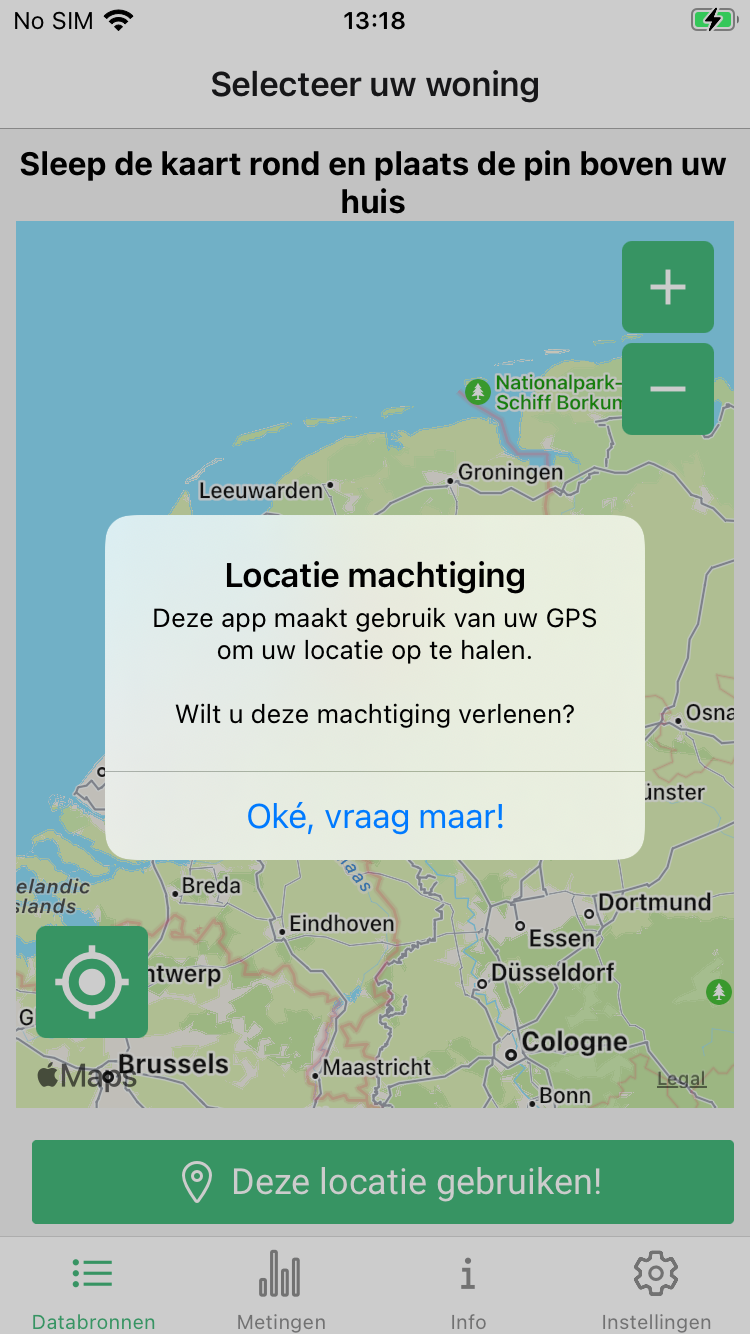 No SIM 13:18
Selecteer uw woning
Sleep de kaart rond en plaats de pin boven uw
huis
Nationalpark-
Schiff Borkum
Groningen
Leeuwarden
Locatie machtiging
Deze app maakt gebruik van uw GPS
om uw locatie op te halen.
Wilt u deze machtiging verlenen?
Osna
ünster
Oké, vraag maar!
elandic
slands
Breda
aas
Dortmund
Eindhoven
Essen
ntwerp
Düsseldorf
G
Cologne
Brussels
Maps
Maastricht
Legal
Bonn
Deze locatie gebruiken!
Databronnen Metingen Info Instellingen